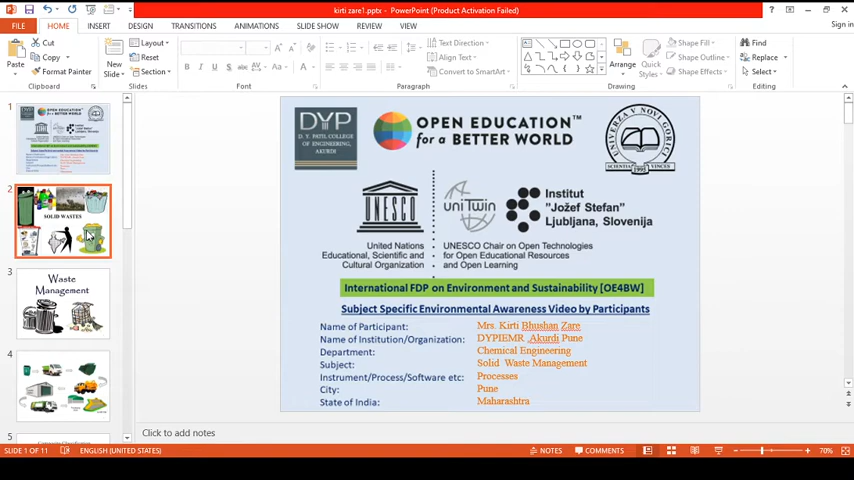 kirti zare1.pptx - PowerPoint (Product Activation Failed)
FILE HOME INSERT DESIGN TRANSITIONS ANIMATIONS SLIDE SHOW REVIEW VIEW Sign in
Paste
Cut
Copy
Format Painter
Clipboard
New Slide
Layout
Reset
Section
Slides
B I U S abc AV Aa A
Font
Paragraph
Text Direction
Align Text
Convert to SmartArt
Arrange
Quick Styles
Drawing
Shape Fill
Shape Outline
Shape Effects
Find
Replace
Select
Editing
1
2
SOLID WASTES
3
Waste Management
4
5
DYP
D. Y. PATIL COLLEGE OF ENGINEERING, AKURDI
OPEN EDUCATION™
for a BETTER WORLD
UNIVERZA V NOVI GORICI
SCIENTIA VINCES
1995
UNESCO
United Nations
Educational, Scientific and
Cultural Organization
uniTwin
UNESCO Chair on Open Technologies
for Open Educational Resources
and Open Learning
Institut
"Jožef Stefan"
Ljubljana, Slovenija
International FDP on Environment and Sustainability [OE4BW]
Subject Specific Environmental Awareness Video by Participants
Name of Participant: Mrs. Kirti Bhushan Zare
Name of Institution/Organization: DYPIEMR ,Akurdi Pune
Department: Chemical Engineering
Subject: Solid Waste Management
Instrument/Process/Software etc: Processes
City: Pune
State of India: Maharashtra
Click to add notes
SLIDE 1 OF 11 ENGLISH (UNITED STATES) NOTES COMMENTS 70%